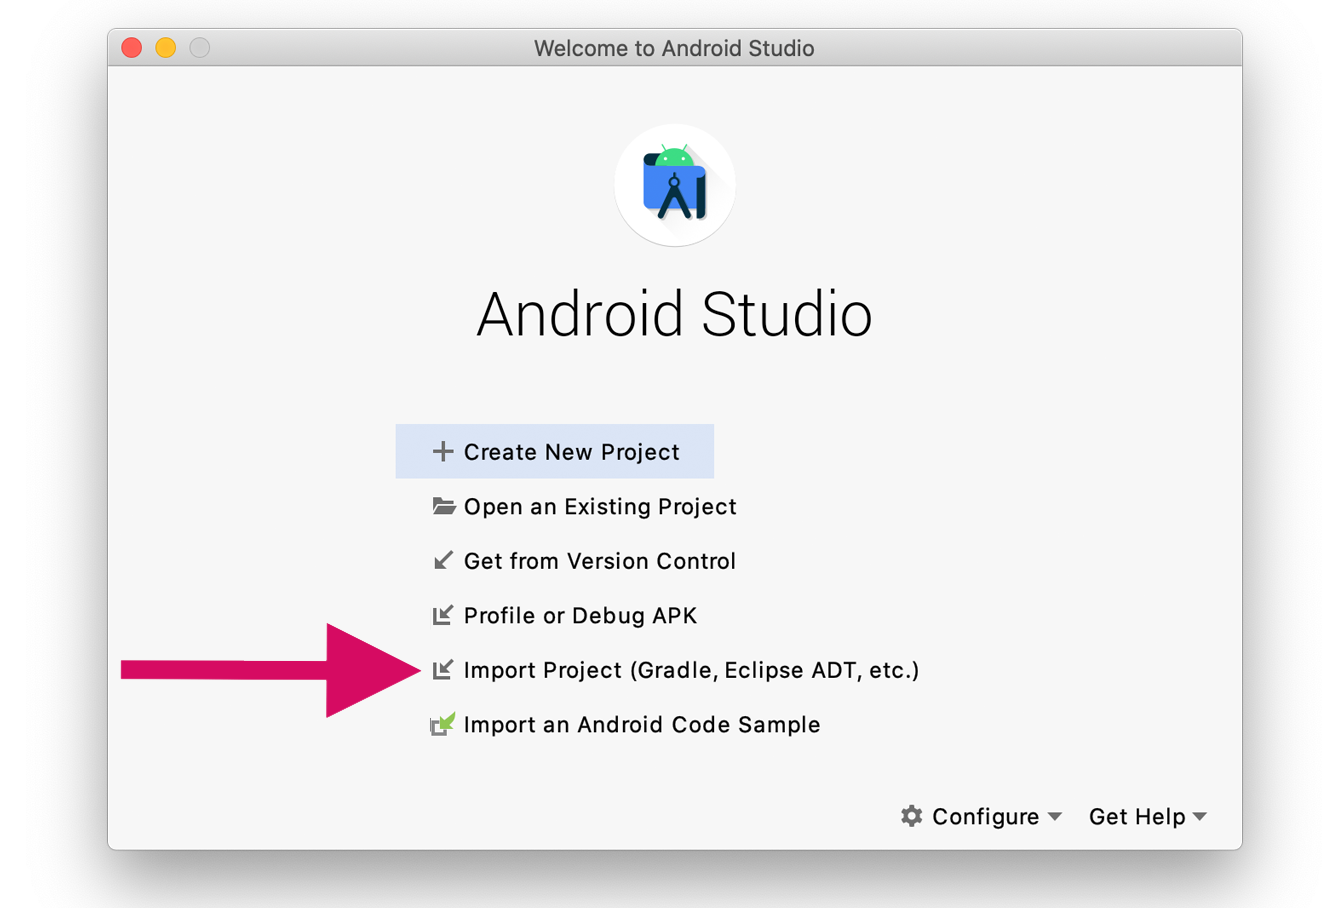 Welcome to Android Studio
Android Studio
Create New Project
Open an Existing Project
Get from Version Control
Profile or Debug APK
Import Project (Gradle, Eclipse ADT, etc.)
Import an Android Code Sample
Configure Get Help